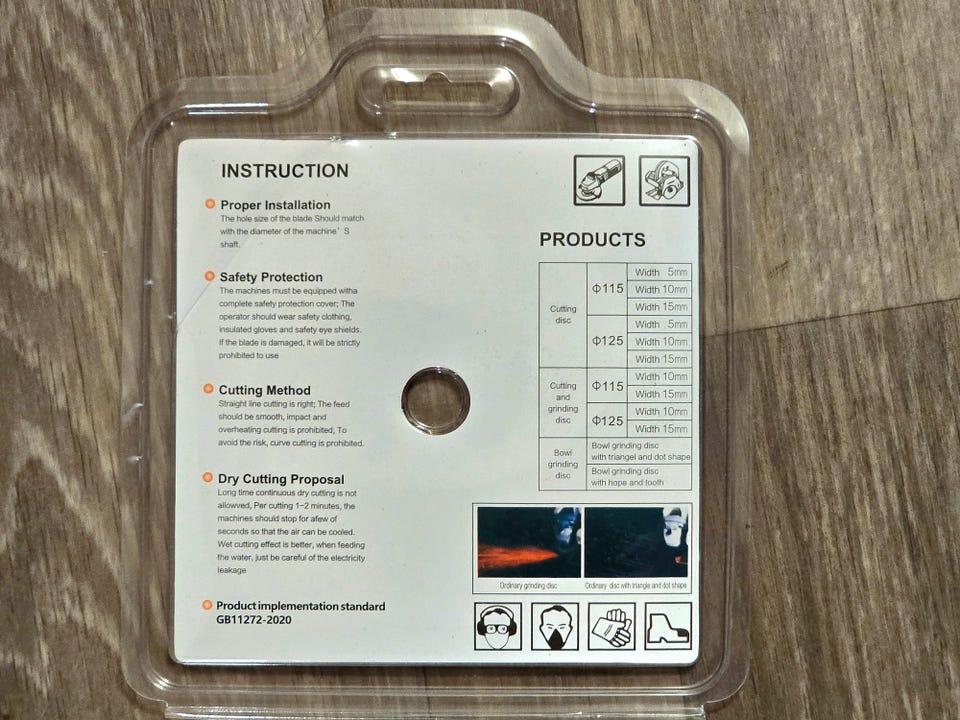 INSTRUCTION
Proper Installation
The hole size of the blade Should match
with the diameter of the machine' S
shaft.
Safety Protection
The machines must be equipped witha
complete safety protection cover; The
operator should wear safety clothing,
insulated gloves and safety eye shields.
If the blade is damaged, it will be strictly
prohibited to use
Cutting Method
Straight line cutting is right; The feed
should be smooth, impact and
overheating cutting is prohibited, To
avoid the risk, curve cutting is prohibited.
Dry Cutting Proposal
Long time continuous dry cutting is not
allowved, Per cutting 1-2 minutes, the
machines should stop for afew of
seconds so that the air can be cooled.
Wet cutting effect is better, when feeding
the water, just be careful of the electricity
leakage
Product implementation standard
GB11272-2020
PRODUCTS
Cutting
disc
Φ115
Width 5mm
Width 10mm
Width 15mm
Φ125
Width 5mm
Width 10mm
Width 15mm
Cutting
and
grinding
disc
Φ115
Width 10mm
Width 15mm
Φ125
Width 10mm
Width 15mm
Bowl
grinding
disc
Bowl grinding disc
with triangel and dot shape
Bowl grinding disc
with hope and tooth
Ordinary grinding disc
Ordinary disc with triangle and dot shape